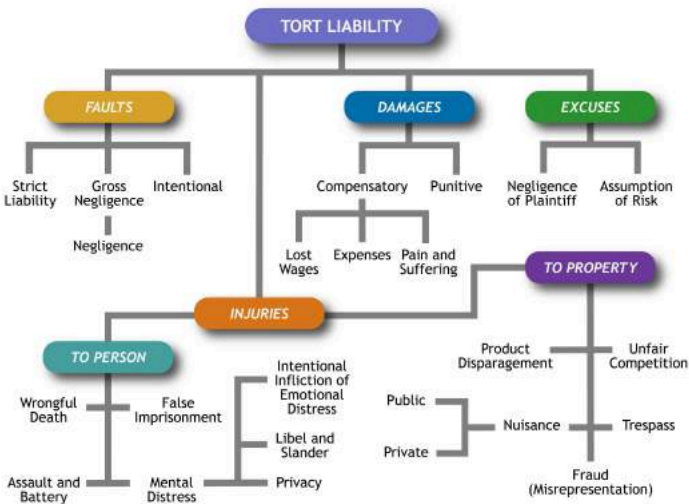 TORT LIABILITY
FAULTS
DAMAGES
EXCUSES
Strict
Liability
Gross
Negligence
Intentional
Negligence
Compensatory
Punitive
Negligence
of Plaintiff
Assumption
of Risk
Lost
Wages
Expenses
Pain and
Suffering
INJURIES
TO PROPERTY
TO PERSON
Wrongful
Death
False
Imprisonment
Assault and
Battery
Mental
Distress
Intentional
Infliction of
Emotional
Distress
Libel and
Slander
Privacy
Product
Disparagement
Unfair
Competition
Public
Private
Nuisance
Trespass
Fraud
(Misrepresentation)